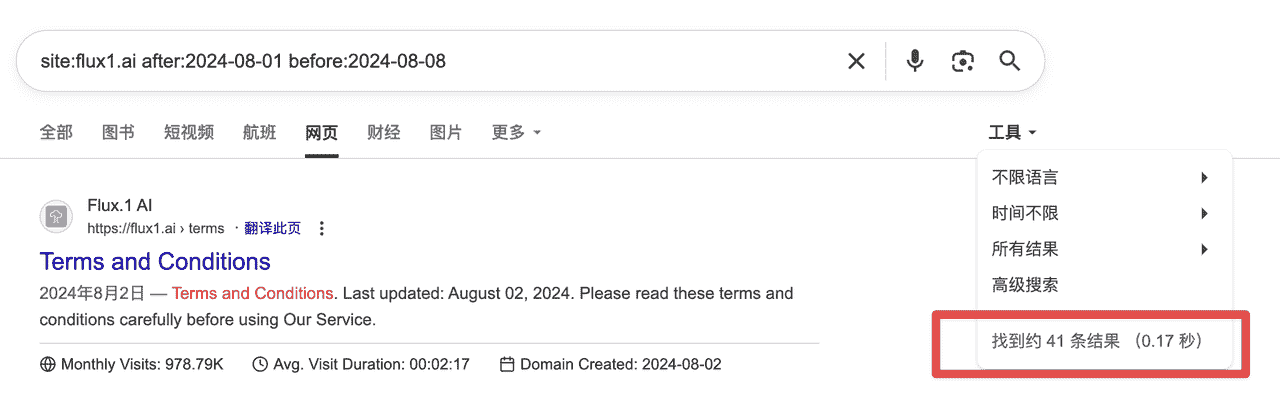 site:flux1.ai after:2024-08-01 before:2024-08-08
全部 图书 短视频 航班 网页 财经 图片 更多 工具
不限语言
时间不限
所有结果
高级搜索
找到约 41 条结果 （0.17 秒）
Flux.1 AI
https://flux1.ai › terms · 翻译此页
Terms and Conditions
2024年8月2日 — Terms and Conditions. Last updated: August 02, 2024. Please read these terms and
conditions carefully before using Our Service.
Monthly Visits: 978.79K Avg. Visit Duration: 00:02:17 Domain Created: 2024-08-02